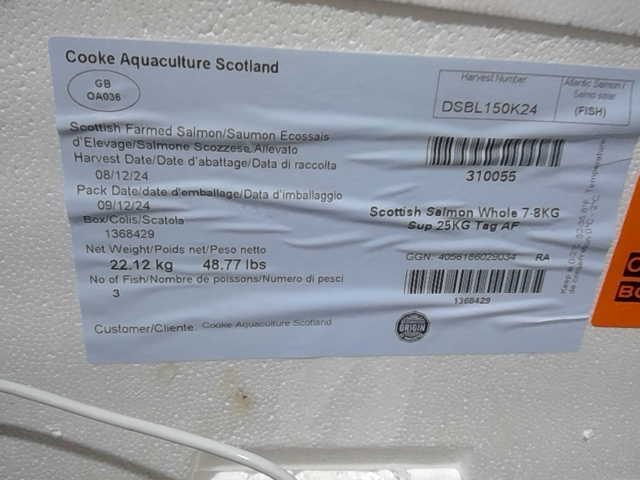 Cooke Aquaculture Scotland
GB
OA036
Harvest Number
DSBL150K24
Atlantic Salmon /
Salmo salar
(FISH)
Scottish Farmed Salmon/Saumon Ecossais
d'Elevage/Salmone Scozzese Allevato
Harvest Date/Date d'abattage/Data di raccolta
08/12/24
Pack Date/date d'emballage/Data d'imballaggio
09/12/24
Box/Colis/Scatola
1368429
Net Weight/Poids net/Peso netto
22.12 kg 48.77 lbs
No of Fish/Nombre de poissons/Numero di pesci
3
Customer/Cliente: Cooke Aquaculture Scotland
310055
Scottish Salmon Whole 7-8KG
Sup 25KG Tag AF
GGN: 4056186029034 RA
1368429
ORIGIN